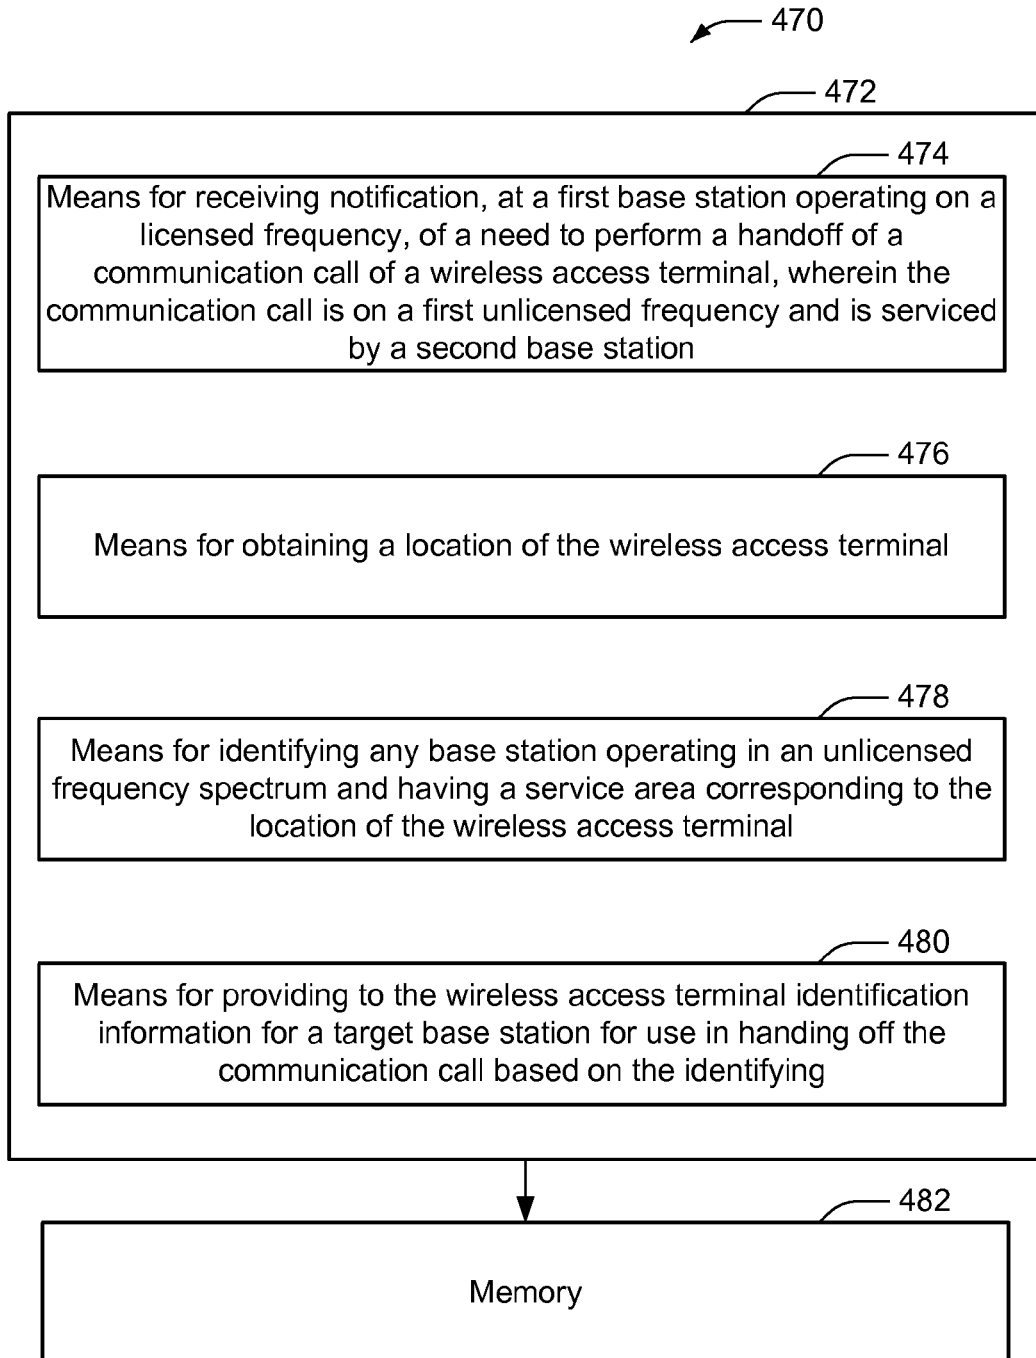 470
472
474
Means for receiving notification, at a first base station operating on a
licensed frequency, of a need to perform a handoff of a
communication call of a wireless access terminal, wherein the
communication call is on a first unlicensed frequency and is serviced
by a second base station
476
Means for obtaining a location of the wireless access terminal
478
Means for identifying any base station operating in an unlicensed
frequency spectrum and having a service area corresponding to the
location of the wireless access terminal
480
Means for providing to the wireless access terminal identification
information for a target base station for use in handing off the
communication call based on the identifying
482
Memory